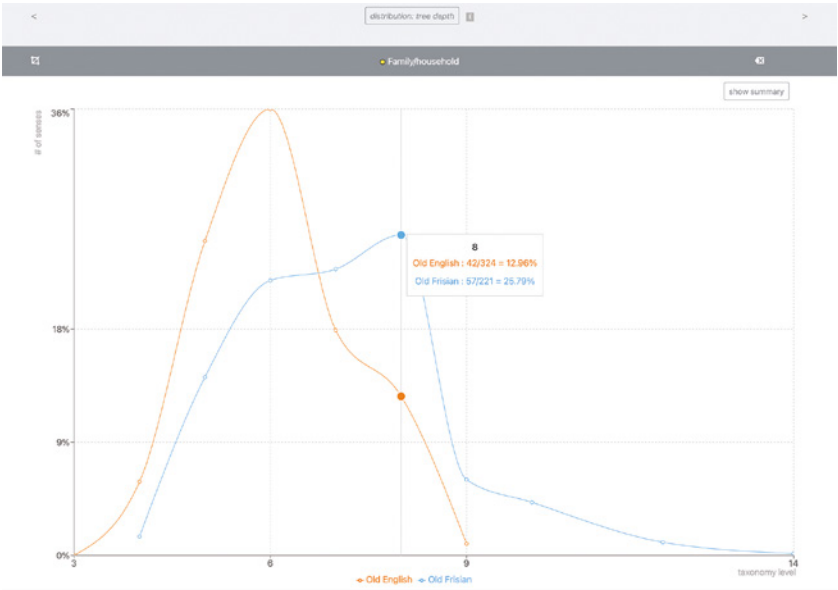 < distribution: tree depth i >
Family/household
show summary
# of senses
36%
18%
9%
0%
8
Old English : 42/324 = 12.96%
Old Frisian : 57/221 = 25.79%
3 6 9 14
taxonomy level
Old English Old Frisian